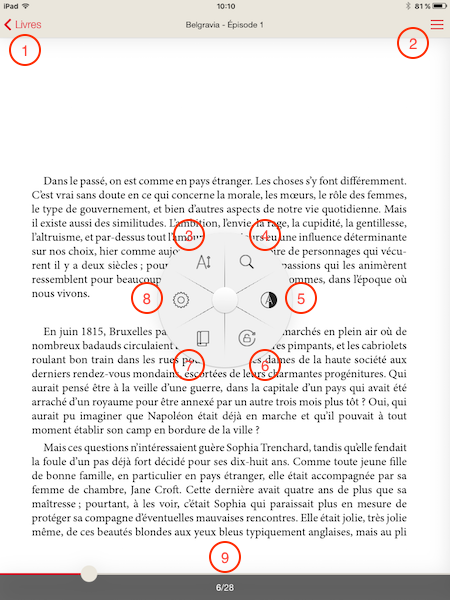 iPad 10:10 81 %
Livres Belgravia - Épisode 1
1 2
Dans le passé, on est comme en pays étranger. Les choses s'y font différemment.
C'est vrai sans doute en ce qui concerne la morale, les mœurs, le rôle des femmes,
le type de gouvernement, et bien d'autres aspects de notre vie quotidienne. Mais
il existe aussi des similitudes. L'ambition, l'envie, la rage, la cupidité, la gentillesse,
l'altruisme, et par-dessus tout eu une influence déterminante
3 4
sur nos choix, hier comme de personnages qui vécu-
rent il y a deux siècles ; passions qui les animèrent
ressemblent pour dans l'époque où
nous vivons.
8 5
En juin 1815, Bruxelles marchés en plein air où de
nombreux badauds circulaient pimpants, et les cabriolets
roulant bon train dans les rues dames de la haute société aux
7 6
derniers rendez-vous mondains, escortées de leurs charmantes progénitures. Qui
aurait pensé être à la veille d'une guerre, dans la capitale d'un pays qui avait été
arraché d'un royaume pour être annexé par un autre trois mois plus tôt ? Oui, qui
aurait pu imaginer que Napoléon était déjà en marche et qu'il pouvait à tout
moment établir son camp en bordure de la ville ?
Mais ces questions n'intéressaient guère Sophia Trenchard, tandis qu'elle fendait
la foule d'un pas déjà fort décidé pour ses dix-huit ans. Comme toute jeune fille
de bonne famille, en particulier en pays étranger, elle était accompagnée par sa
femme de chambre, Jane Croft. Cette dernière avait quatre ans de plus que sa
maîtresse ; pourtant, à les voir, c'était Sophia qui paraissait plus en mesure de
protéger sa compagne d'éventuelles mauvaises rencontres. Elle était jolie, très jolie
même, de ces beautés blondes aux yeux bleus typiquement anglaises, mais au pli
9
6/28